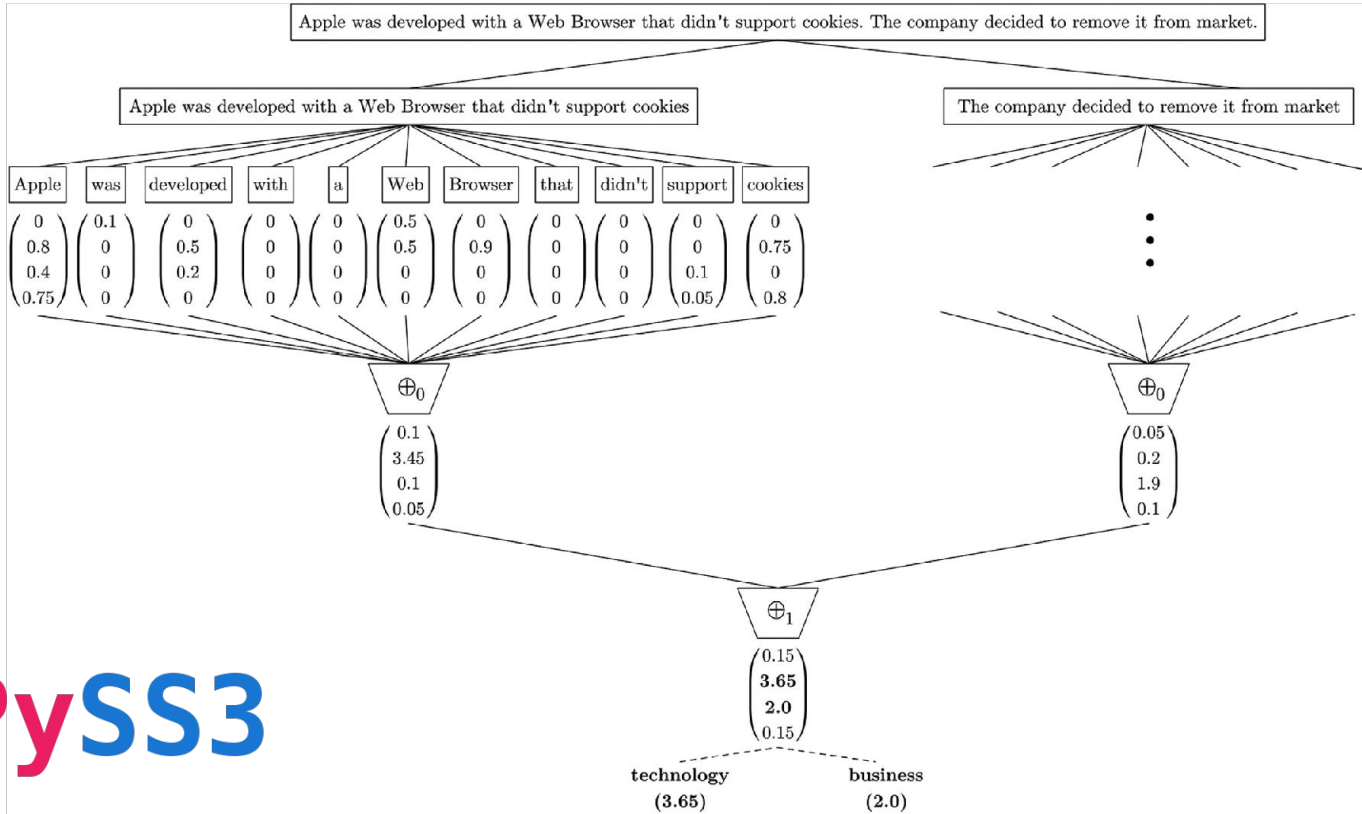 Apple was developed with a Web Browser that didn't support cookies. The company decided to remove it from market.
Apple was developed with a Web Browser that didn't support cookies
The company decided to remove it from market
Apple was developed with a Web Browser that didn't support cookies
0 0.1 0 0 0 0.5 0 0 0 0 0
0.8 0 0.5 0 0 0.5 0.9 0 0 0 0.75
0.4 0 0.2 0 0 0 0 0 0 0.1 0
0.75 0 0 0 0 0 0 0 0 0.05 0.8
⊕0 ⊕0
0.1 0.05
3.45 0.2
0.1 1.9
0.05 0.1
⊕1
0.15
3.65
2.0
0.15
PySS3
technology business
(3.65) (2.0)